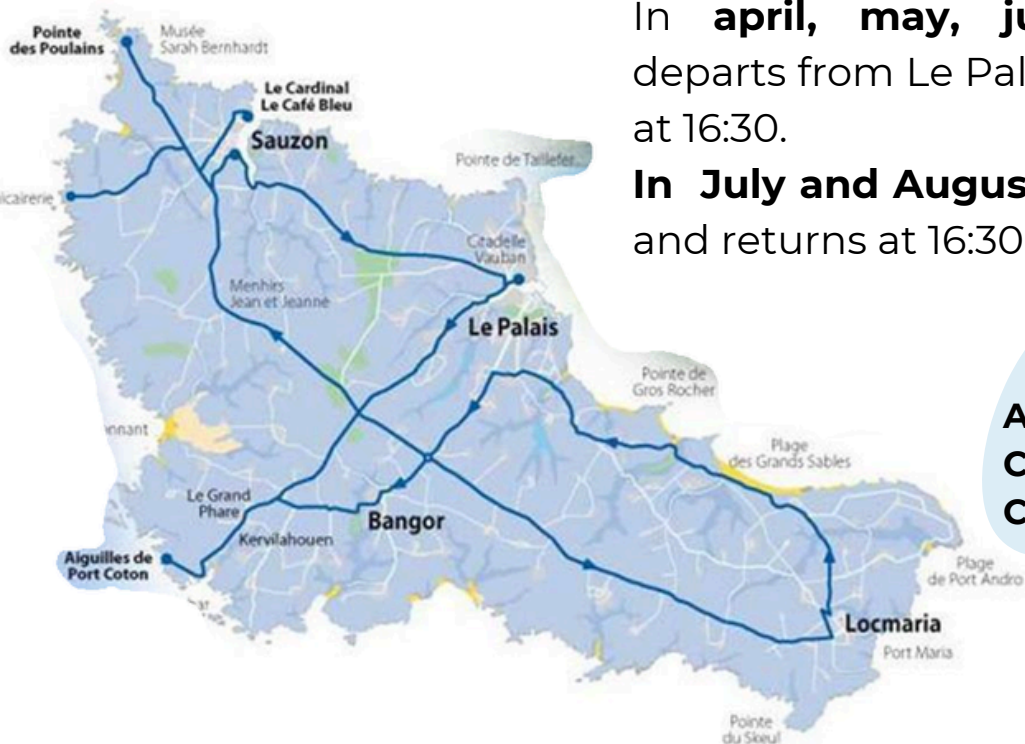 In april, may,
departs from Le
at 16:30.
In July and
and returns at 16:30
Pointe
des Poulains
Musée
Sarah Bernhardt
Le Cardinal
Le Café Bleu
Sauzon
Pointe de Taillefer
Citadelle
Vauban
Menhirs
Jean et Jeanne
Le Palais
Pointe de
Gros Rocher
Plage
des Grands Sables
Le Grand
Phare
Bangor
Kervilahouen
Aiguilles de
Port Coton
Plage
de Port Andro
Locmaria
Port Maria
Pointe
du Skeul